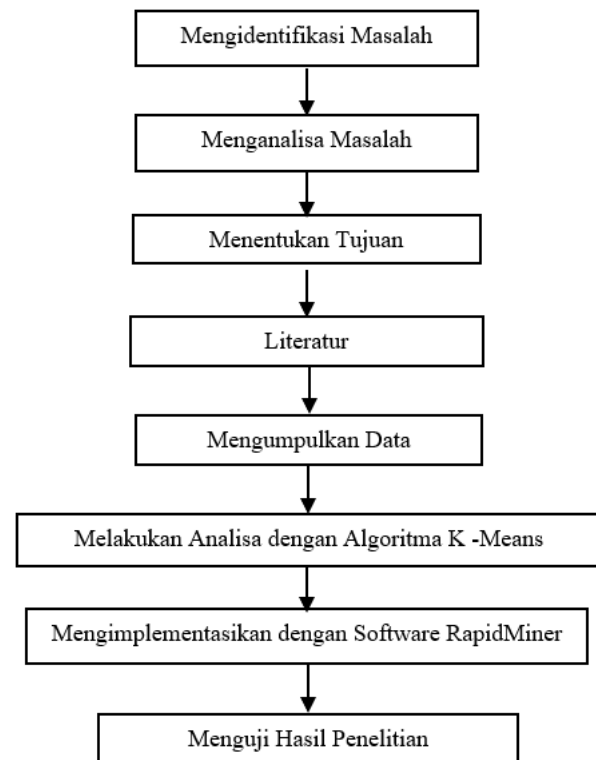 Mengidentifikasi Masalah
Menganalisa Masalah
Menentukan Tujuan
Literatur
Mengumpulkan Data
Melakukan Analisa dengan Algoritma K -Means
Mengimplementasikan dengan Software RapidMiner
Menguji Hasil Penelitian